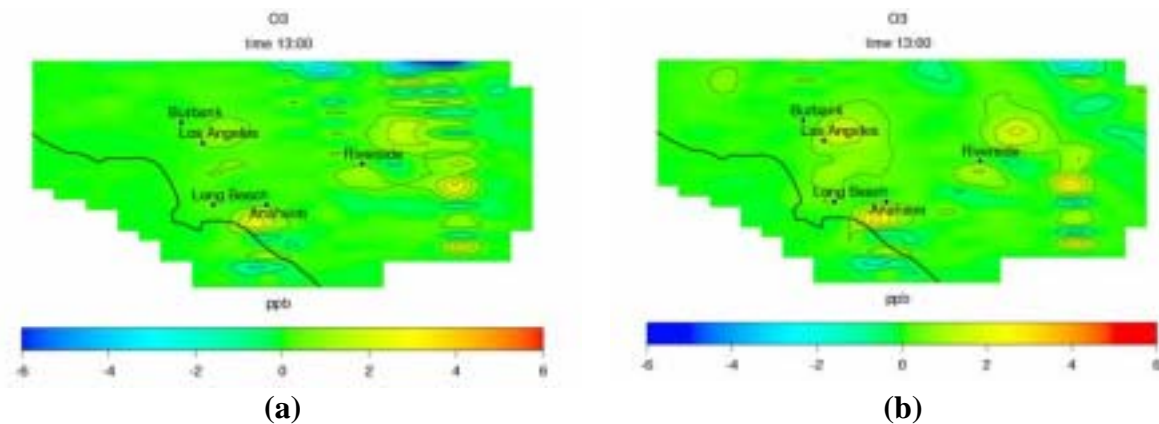 O3
time 13:00
Burbank
Los Angeles
Riverside
Long Beach
Anaheim
ppb
-6 -4 -2 0 2 4 6
(a)
O3
time 13:00
Burbank
Los Angeles
Riverside
Long Beach
Anaheim
ppb
-6 -4 -2 0 2 4 6
(b)